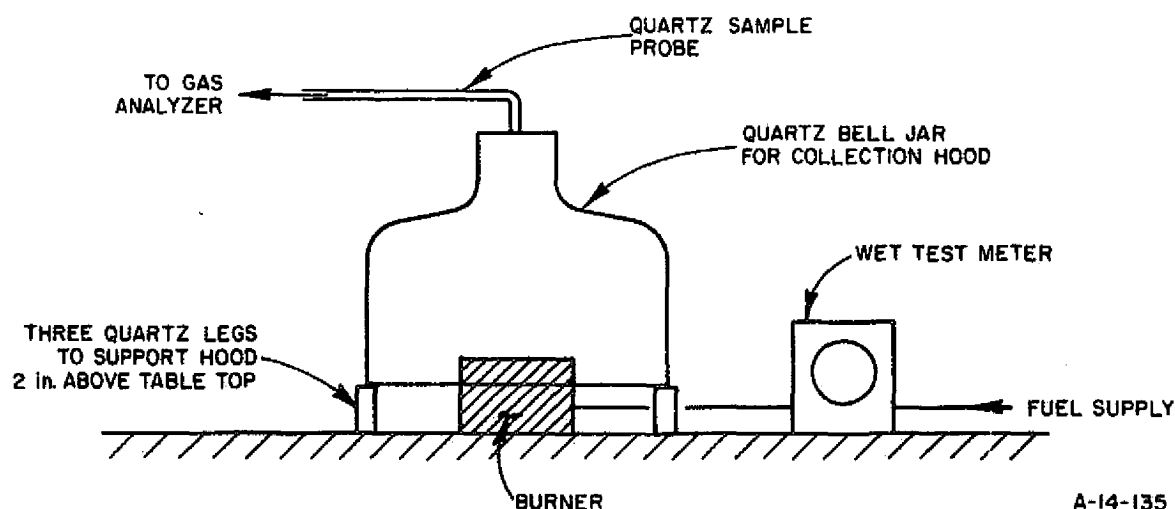 QUARTZ SAMPLE
PROBE
TO GAS
ANALYZER
QUARTZ BELL JAR
FOR COLLECTION HOOD
WET TEST METER
THREE QUARTZ LEGS
TO SUPPORT HOOD
2 in. ABOVE TABLE TOP
FUEL SUPPLY
BURNER
A-14-135